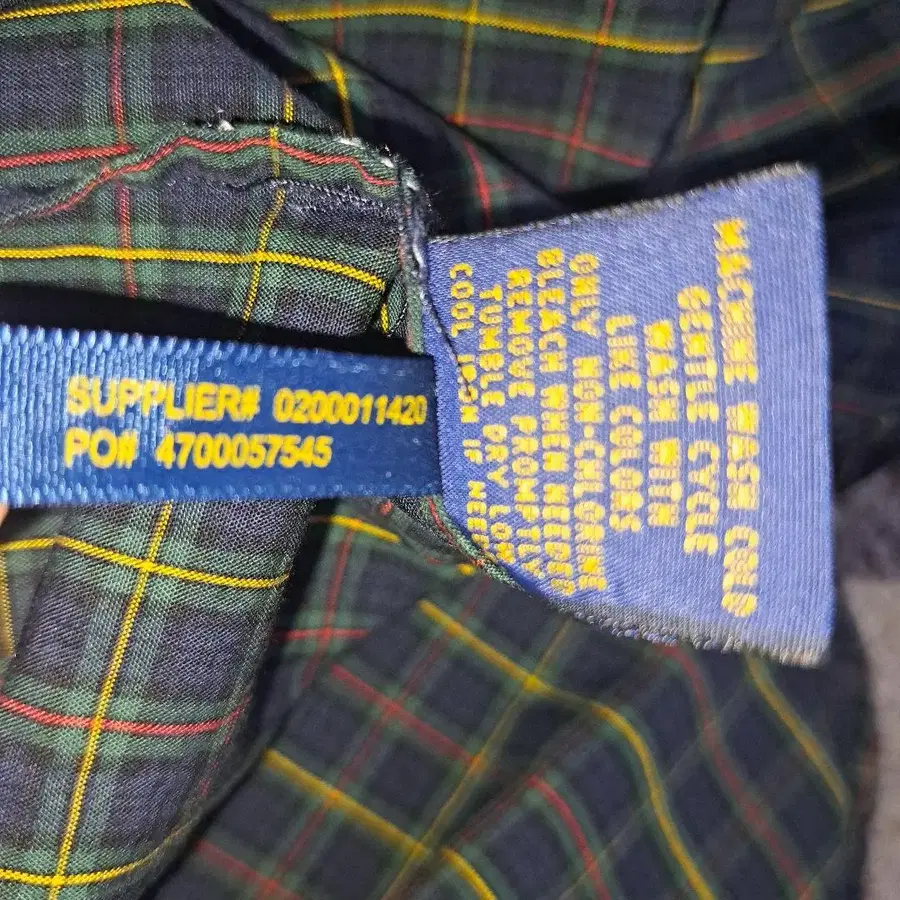 SUPPLIER# 0200011420
PO# 4700057545
MACHINE WASH COLD
GENTLE CYCLE
WASH WITH
LIKE COLORS
ONLY NON-CHLORINE
BLEACH WHEN NEEDED
REMOVE PROMPTLY
TUMBLE DRY LOW
COOL IRON IF